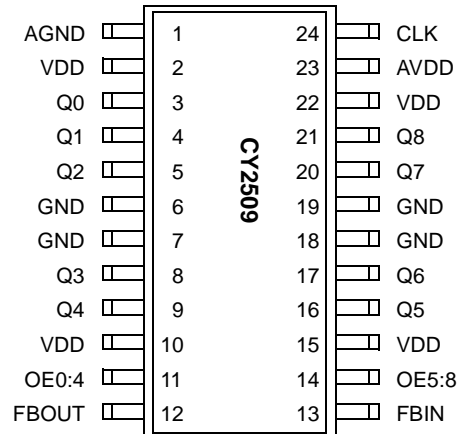 AGND 1 24 CLK
VDD 2 23 AVDD
Q0 3 22 VDD
Q1 4 21 Q8
Q2 5 20 Q7
GND 6 19 GND
GND 7 18 GND
Q3 8 17 Q6
Q4 9 16 Q5
VDD 10 15 VDD
OE0:4 11 14 OE5:8
FBOUT 12 13 FBIN
CY2509